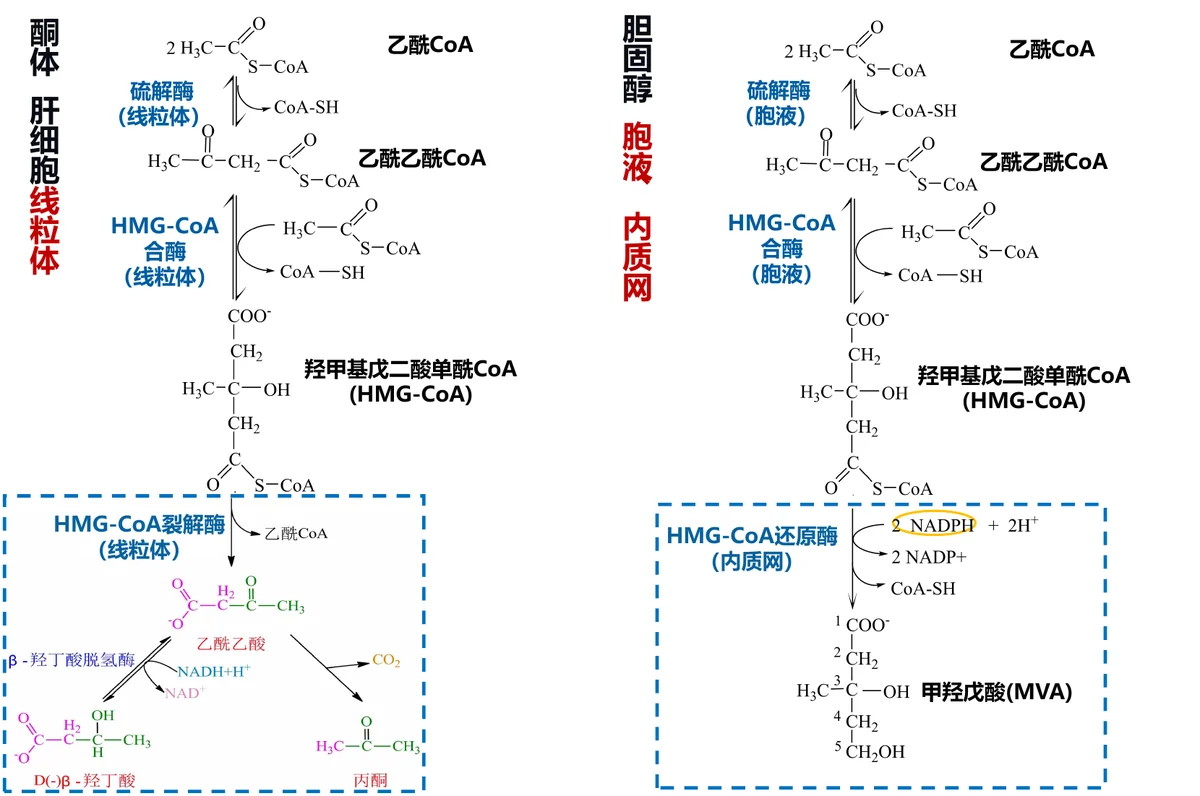 酮体 肝细胞线粒体
2 H₃C—C
O
S—CoA
乙酰CoA
硫解酶
(线粒体)
CoA-SH
O
H₃C
C
CH₂
C
O
S—CoA
乙酰乙酰CoA
HMG-CoA
合酶
(线粒体)
H₃C
C
O
S—CoA
CoA—SH
COO⁻
CH₂
H₃C—C—OH
CH₂
C
O
S—CoA
羟甲基戊二酸单酰CoA
(HMG-CoA)
HMG-CoA裂解酶
(线粒体)
乙酰CoA
O
⁻O
C
H₂
C
O
C
CH₃
乙酰乙酸
β-羟丁酸脱氢酶
NADH+H⁺
NAD⁺
CO₂
O
⁻O
C
H₂
C
OH
C
H
CH₃
D(-)β-羟丁酸
O
H₃C—C—CH₃
丙酮
胆固醇 胞液、内质网
2 H₃C—C
O
S—CoA
乙酰CoA
硫解酶
(胞液)
CoA-SH
O
H₃C
C
CH₂
C
O
S—CoA
乙酰乙酰CoA
HMG-CoA
合酶
(胞液)
H₃C
C
O
S—CoA
CoA—SH
COO⁻
CH₂
H₃C—C—OH
CH₂
C
O
S—CoA
羟甲基戊二酸单酰CoA
(HMG-CoA)
HMG-CoA还原酶
(内质网)
2 NADPH + 2H⁺
2 NADP+
CoA-SH
1 COO⁻
2 CH₂
H₃C—3 C—OH
甲羟戊酸(MVA)
4 CH₂
5 CH₂OH